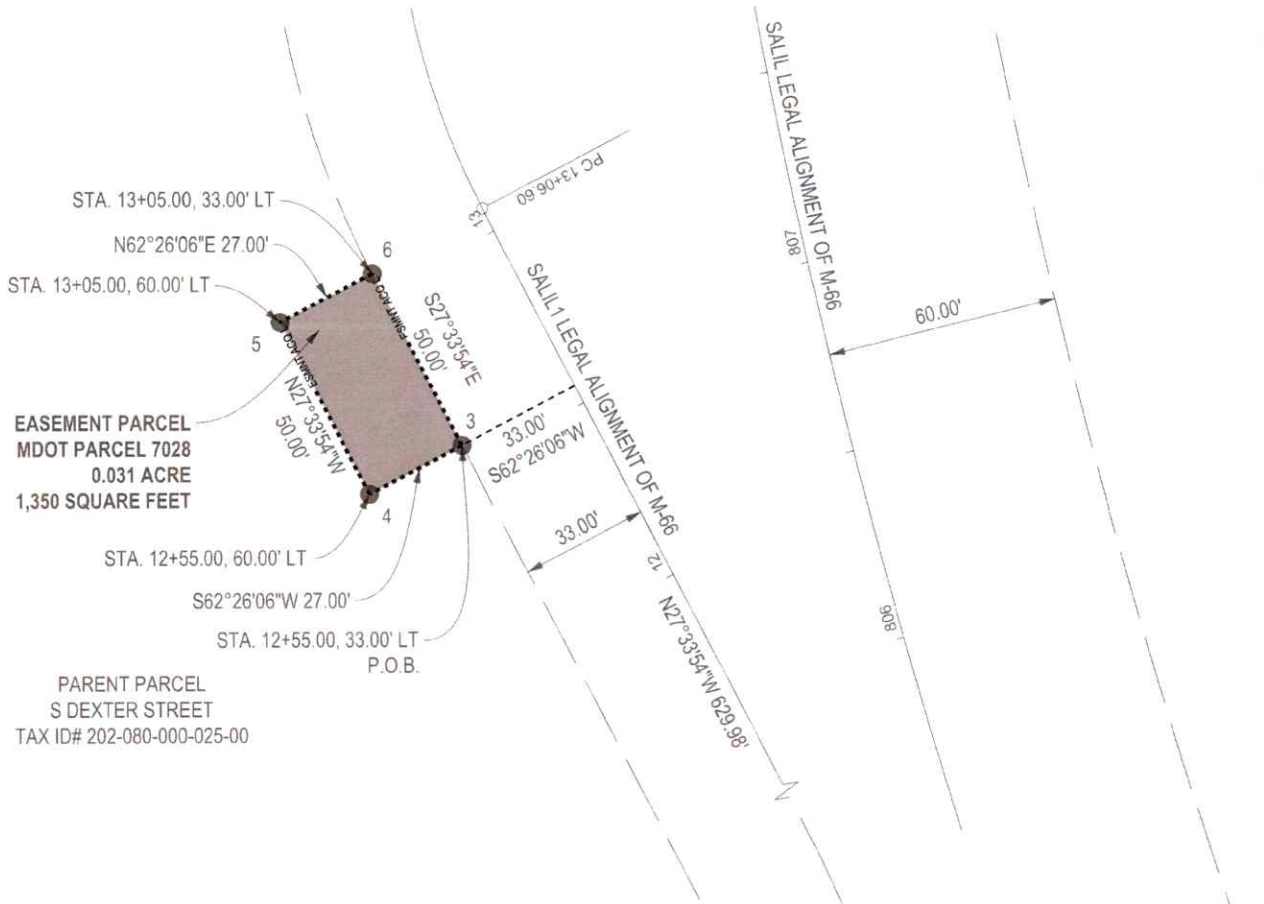 SALIL LEGAL ALIGNMENT OF M-66
PC 13+06.60
13
STA. 13+05.00, 33.00' LT
N62°26'06"E 27.00'
STA. 13+05.00, 60.00' LT
6
5
807
SALIL1 LEGAL ALIGNMENT OF M-66
60.00'
ESMNT ACQ
S27°33'54"E
50.00'
ESMNT ACQ
N27°33'54"W
50.00'
3
33.00'
S62°26'06"W
EASEMENT PARCEL
MDOT PARCEL 7028
0.031 ACRE
1,350 SQUARE FEET
4
33.00'
STA. 12+55.00, 60.00' LT
12
S62°26'06"W 27.00'
806
STA. 12+55.00, 33.00' LT
P.O.B.
N27°33'54"W 629.98'
PARENT PARCEL
S DEXTER STREET
TAX ID# 202-080-000-025-00